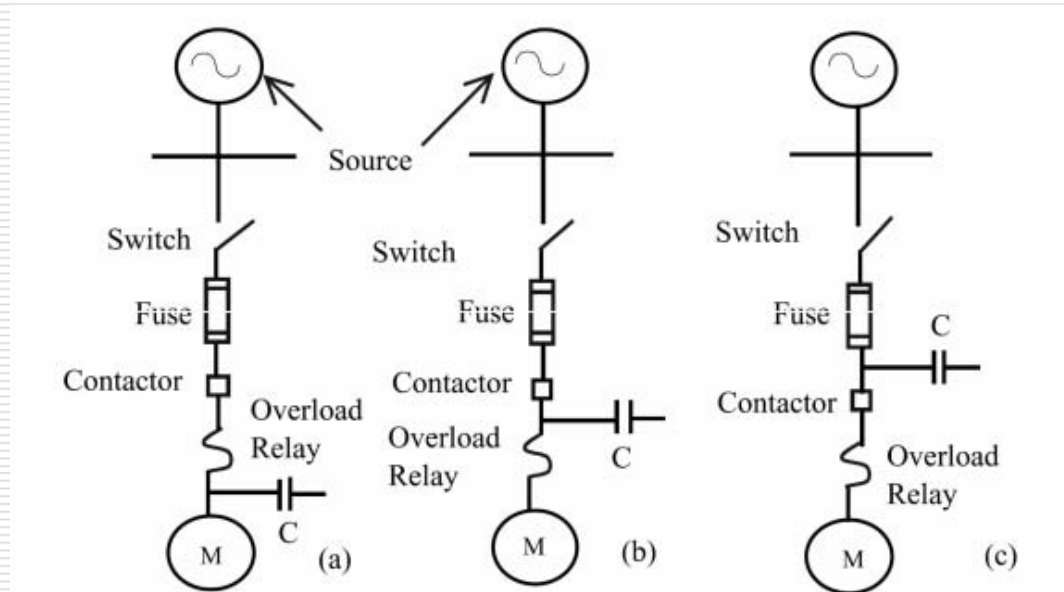 Source
Switch
Fuse
Contactor
Overload
Relay
C
M
(a)
Switch
Fuse
Contactor
Overload
Relay
C
M
(b)
Switch
Fuse
C
Contactor
Overload
Relay
M
(c)